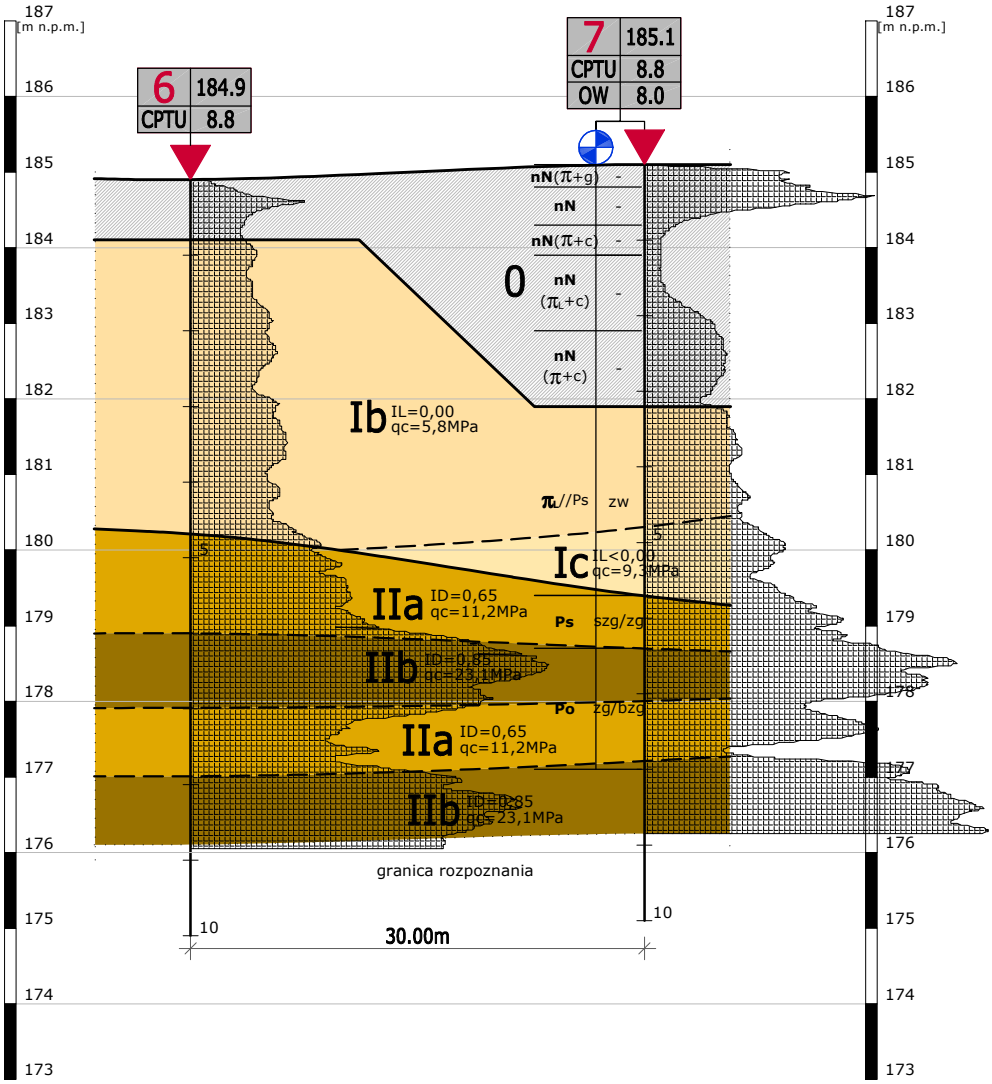 187
[m n.p.m.]
187
[m n.p.m.]
7 185.1
CPTU 8.8
OW 8.0
6 184.9
CPTU 8.8
186
186
185
185
nN(π+g) -
nN -
184
nN(π+c) -
184
0
nN
(πL+c) -
183
183
nN
(π+c) -
182
182
Ib IL=0,00
qc=5,8MPa
181
181
πL//Ps zw
180
5
5
180
Ic IL<0,00
qc=9,3MPa
IIa ID=0,65
qc=11,2MPa
179
Ps szg/zg
179
IIb ID=0,85
qc=23,1MPa
178
178
Po zg/bzg
IIa ID=0,65
qc=11,2MPa
177
177
IIb ID=0,85
qc=23,1MPa
176
176
granica rozpoznania
175
10
10
175
30.00m
174
174
173
173